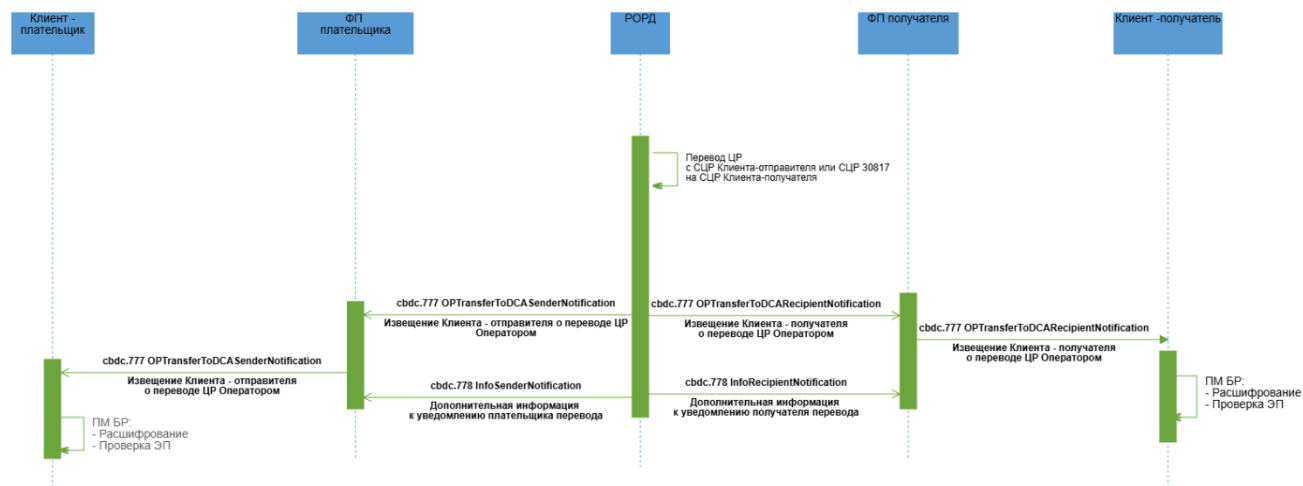 Клиент -
плательщик
ФП
плательщика
РОРД
ФП получателя
Клиент -получатель
Перевод ЦР
с СЦР Клиента-отправителя или СЦР 30817
на СЦР Клиента-получателя
cbdc.777 OPTransferToDCASenderNotification
Извещение Клиента - отправителя о переводе ЦР
Оператором
cbdc.777 OPTransferToDCARecipientNotification
Извещение Клиента - получателя
о переводе ЦР Оператором
cbdc.777 OPTransferToDCARecipientNotification
Извещение Клиента - получателя
о переводе ЦР Оператором
cbdc.777 OPTransferToDCASenderNotification
Извещение Клиента - отправителя
о переводе ЦР Оператором
cbdc.778 InfoSenderNotification
Дополнительная информация
к уведомлению плательщика перевода
cbdc.778 InfoRecipientNotification
Дополнительная информация
к уведомлению получателя перевода
ПМ БР:
- Расшифрование
- Проверка ЭП
ПМ БР:
- Расшифрование
- Проверка ЭП